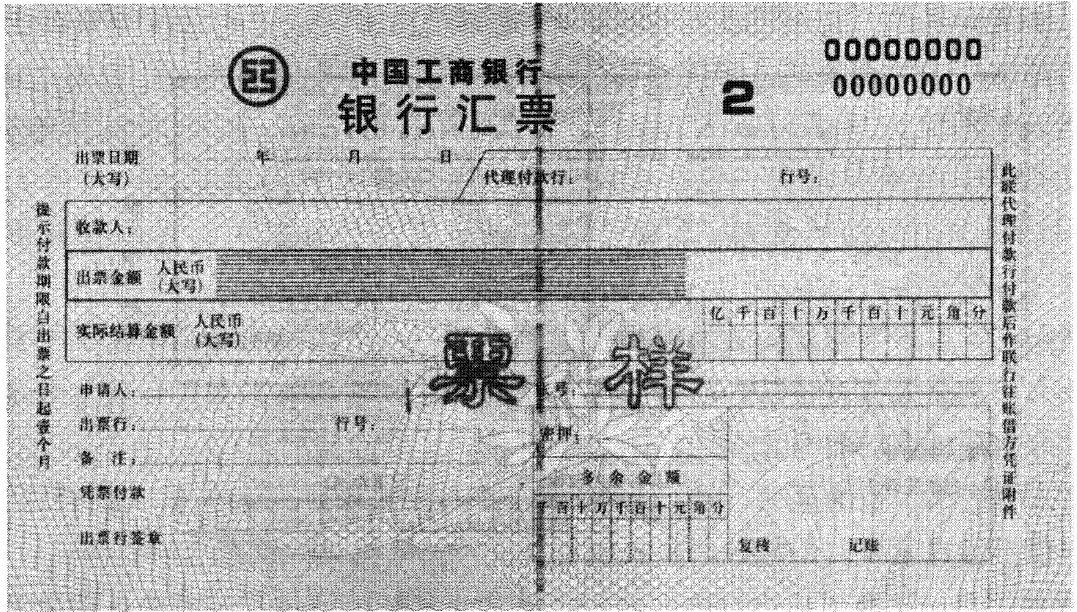 中国工商银行
银行汇票
2
00000000
00000000
出票日期
(大写)
年 月 日
代理付款行:
行号:
收款人:
出票金额 人民币
(大写)
实际结算金额 人民币
(大写)
亿 千 百 十 万 千 百 十 元 角 分
票样
申请人:
账号:
出票行:
行号:
密押:
备注:
多余金额
凭票付款
千 百 十 万 千 百 十 元 角 分
出票行签章
复核 记账
提示付款期限自出票之日起壹个月
此联代理付款行付款后作联行往账借方凭证附件